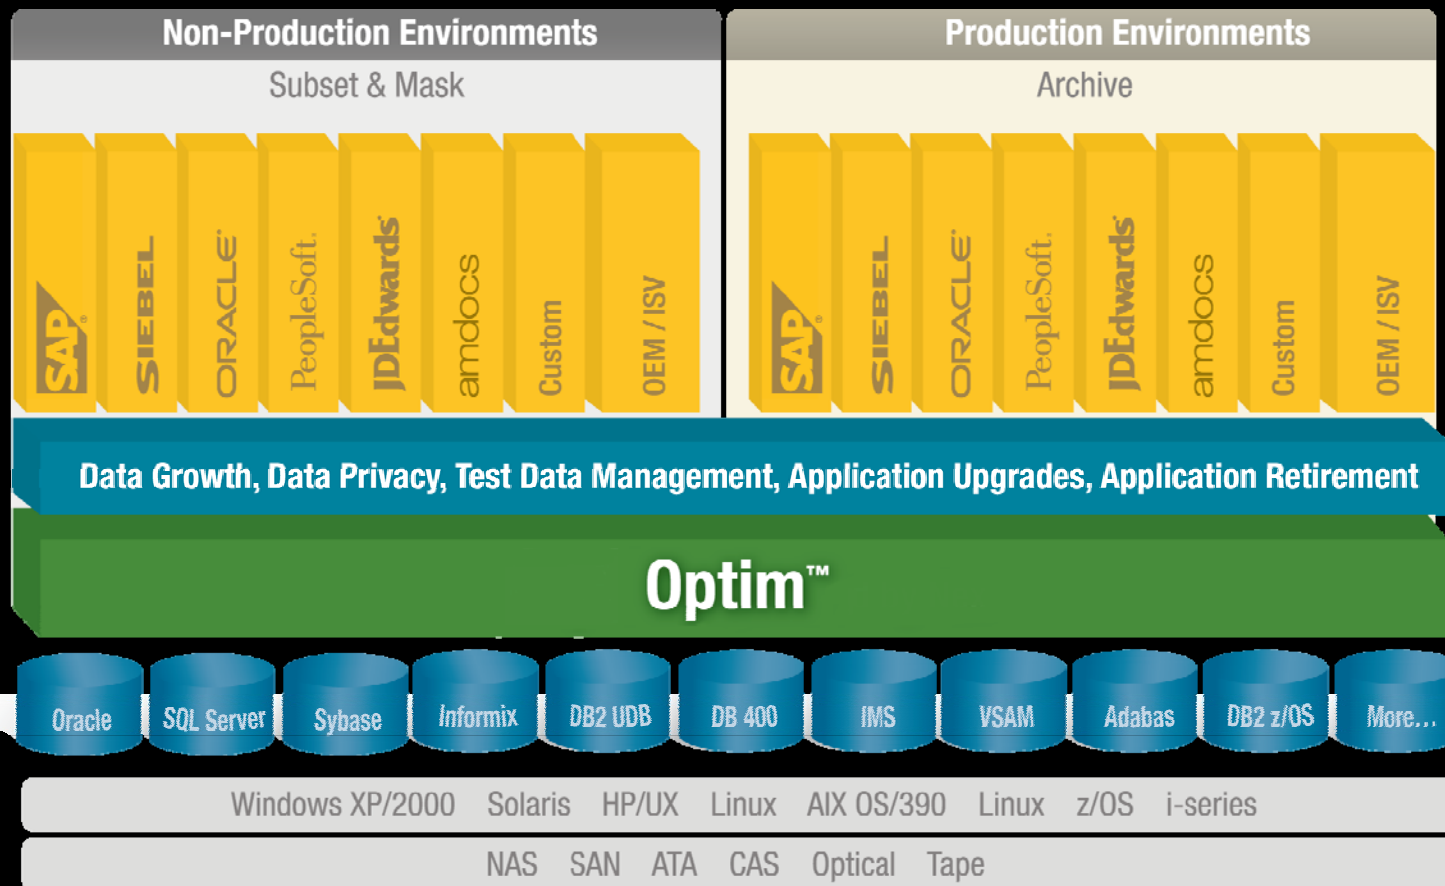 Non-Production Environments
Subset & Mask
SAP®
SIEBEL
ORACLE®
PeopleSoft.
JDEdwards®
amdocs
Custom
OEM / ISV
Production Environments
Archive
SAP®
SIEBEL
ORACLE®
PeopleSoft.
JDEdwards®
amdocs
Custom
OEM / ISV
Data Growth, Data Privacy, Test Data Management, Application Upgrades, Application Retirement
Optim™
Oracle SQL Server Sybase Informix DB2 UDB DB 400 IMS VSAM Adabas DB2 z/OS More...
Windows XP/2000 Solaris HP/UX Linux AIX OS/390 Linux z/OS i-series
NAS SAN ATA CAS Optical Tape